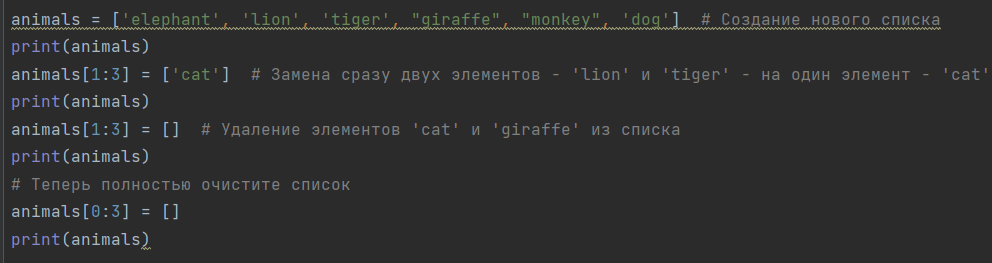 animals = ['elephant', 'lion', 'tiger', "giraffe", "monkey", 'dog']  # Создание нового списка
print(animals)
animals[1:3] = ['cat']  # Замена сразу двух элементов - 'lion' и 'tiger' - на один элемент - 'cat'
print(animals)
animals[1:3] = []  # Удаление элементов 'cat' и 'giraffe' из списка
print(animals)
# Теперь полностью очистите список
animals[0:3] = []
print(animals)